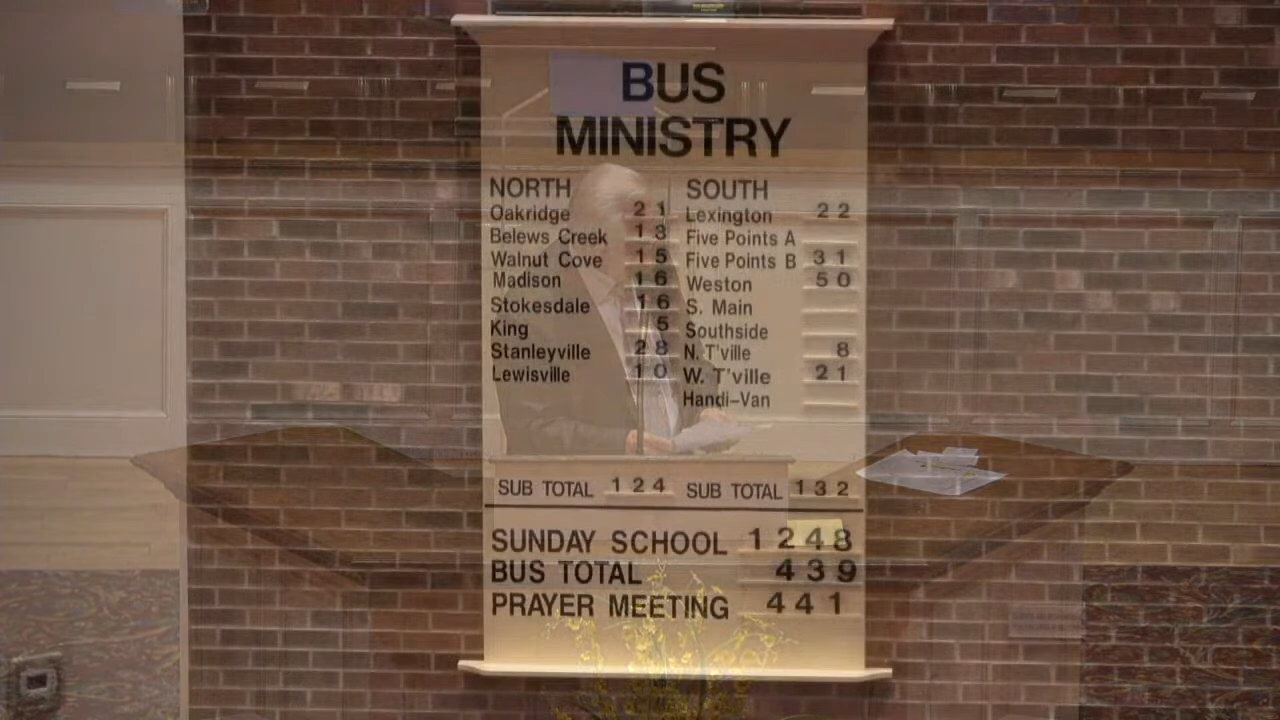 BUS
MINISTRY
NORTH
Oakridge 21
Belews Creek 13
Walnut Cove 15
Madison 16
Stokesdale 16
King 5
Stanleyville 28
Lewisville 10
SUB TOTAL 124
SOUTH
Lexington 22
Five Points A
Five Points B 31
Weston 50
S. Main
Southside
N. T'ville 8
W. T'ville 21
Handi-Van
SUB TOTAL 132
SUNDAY SCHOOL 1248
BUS TOTAL 439
PRAYER MEETING 441